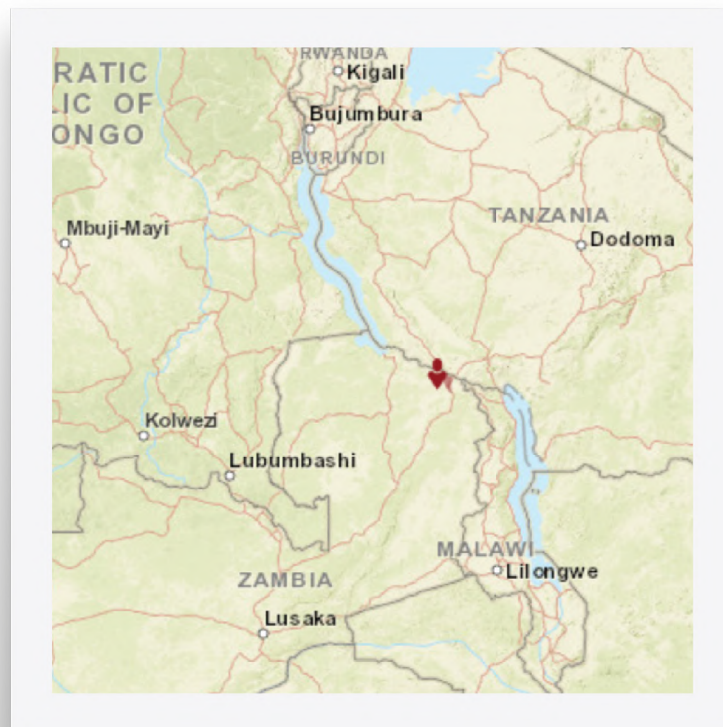 RWANDA
Kigali
RATIC
LIC OF
ONGO
Bujumbura
BURUNDI
TANZANIA
Mbuji-Mayi
Dodoma
Kolwezi
Lubumbashi
MALAWI
Lilongwe
ZAMBIA
Lusaka